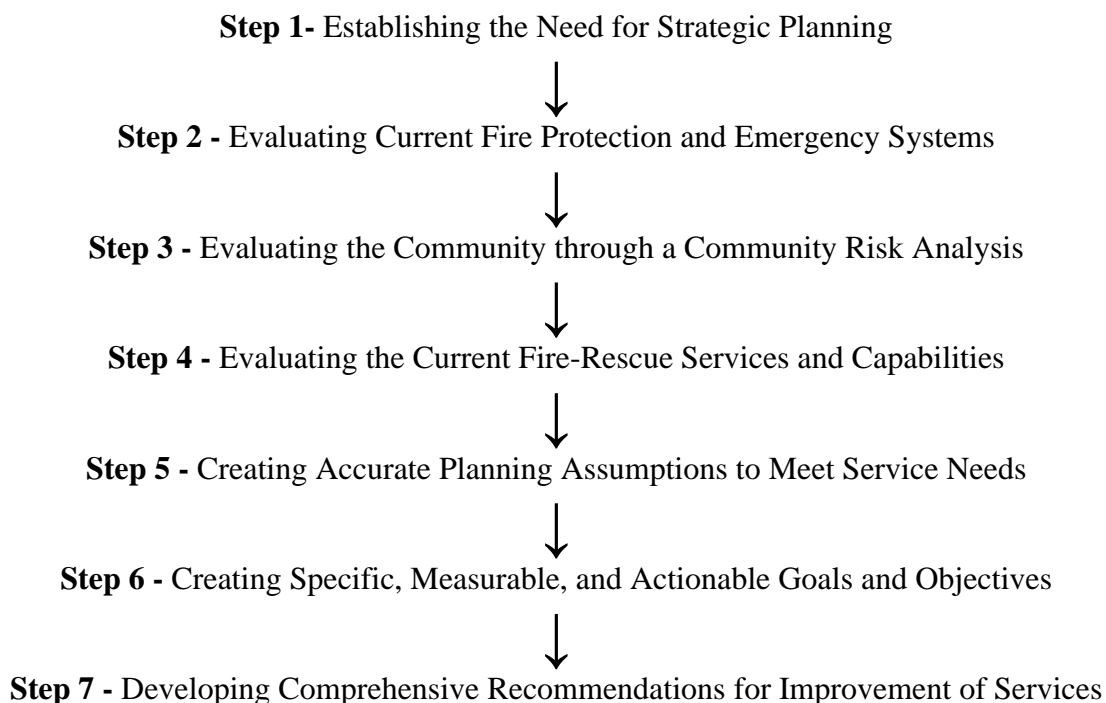 Step 1- Establishing the Need for Strategic Planning
Step 2 - Evaluating Current Fire Protection and Emergency Systems
Step 3 - Evaluating the Community through a Community Risk Analysis
Step 4 - Evaluating the Current Fire-Rescue Services and Capabilities
Step 5 - Creating Accurate Planning Assumptions to Meet Service Needs
Step 6 - Creating Specific, Measurable, and Actionable Goals and Objectives
Step 7 - Developing Comprehensive Recommendations for Improvement of Services